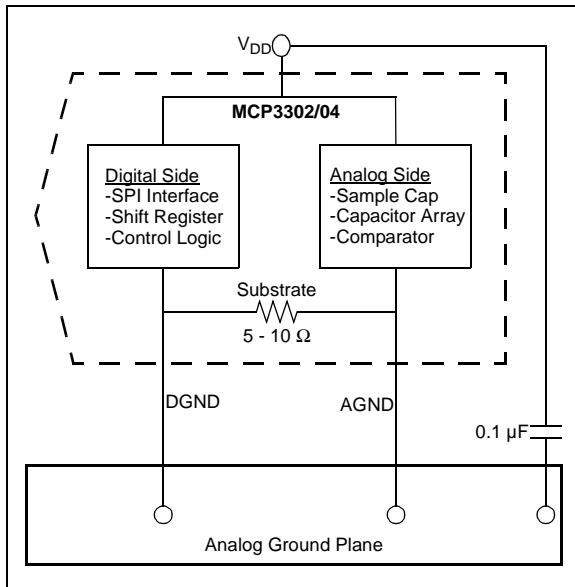 VDD
MCP3302/04
Digital Side
-SPI Interface
-Shift Register
-Control Logic
Analog Side
-Sample Cap
-Capacitor Array
-Comparator
Substrate
5 - 10 Ω
DGND
AGND
0.1 µF
Analog Ground Plane